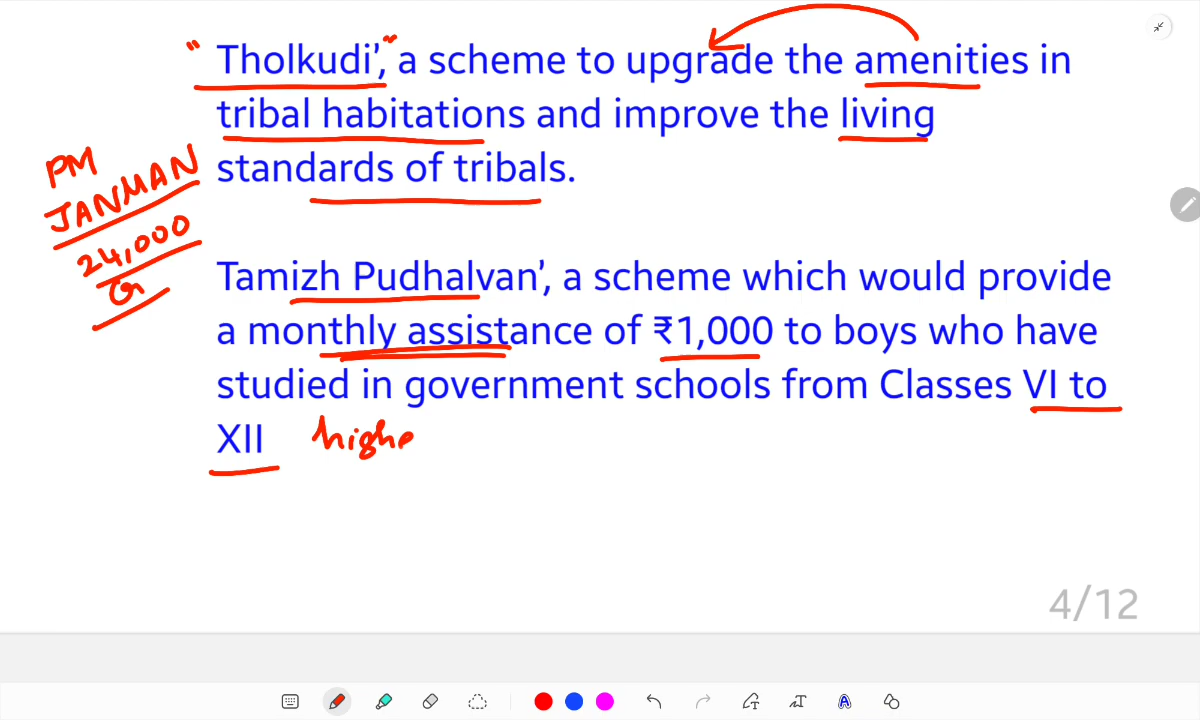 "Tholkudi’," a scheme to upgrade the amenities in
tribal habitations and improve the living
standards of tribals.
PM
JANMAN
24,000
Cr
Tamizh Pudhalvan’, a scheme which would provide
a monthly assistance of ₹1,000 to boys who have
studied in government schools from Classes VI to
XII highe
4/12